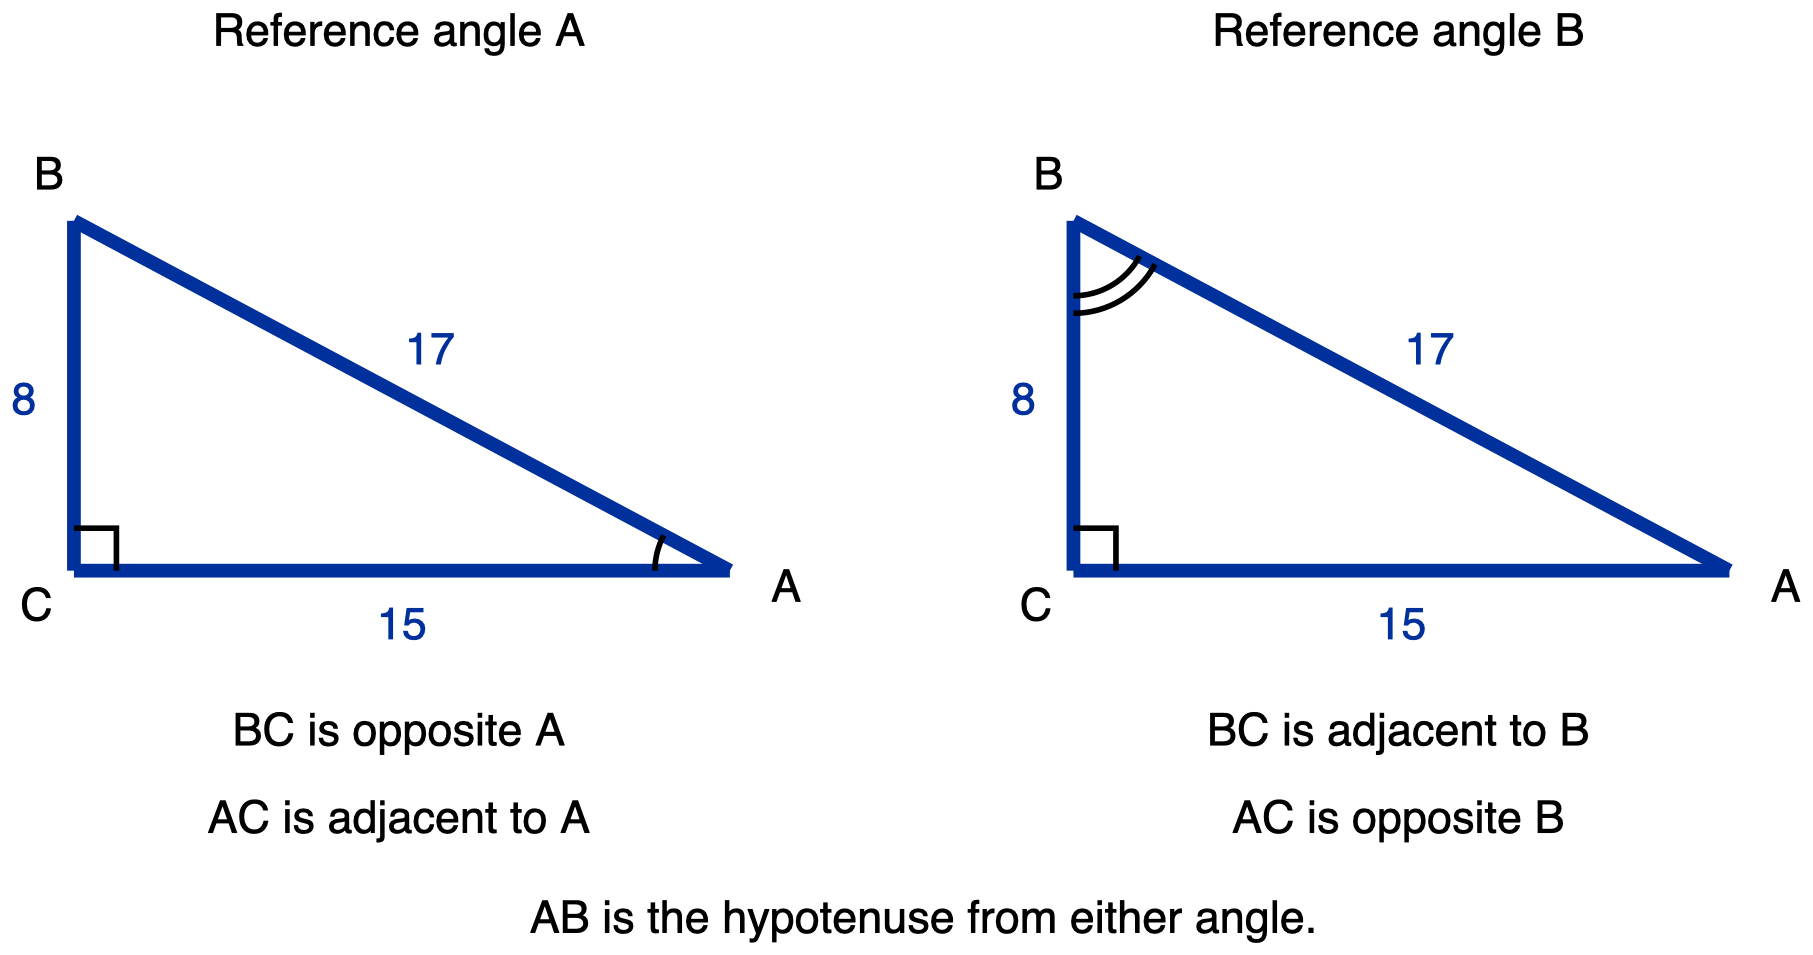 Reference angle A
Reference angle B
B
17
8
C
A
15
B
17
8
C
A
15
BC is opposite A
AC is adjacent to A
BC is adjacent to B
AC is opposite B
AB is the hypotenuse from either angle.